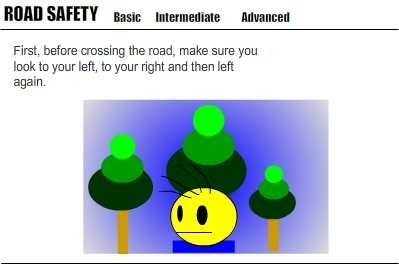 ROAD SAFETY Basic Intermediate Advanced
First, before crossing the road, make sure you
look to your left, to your right and then left
again.